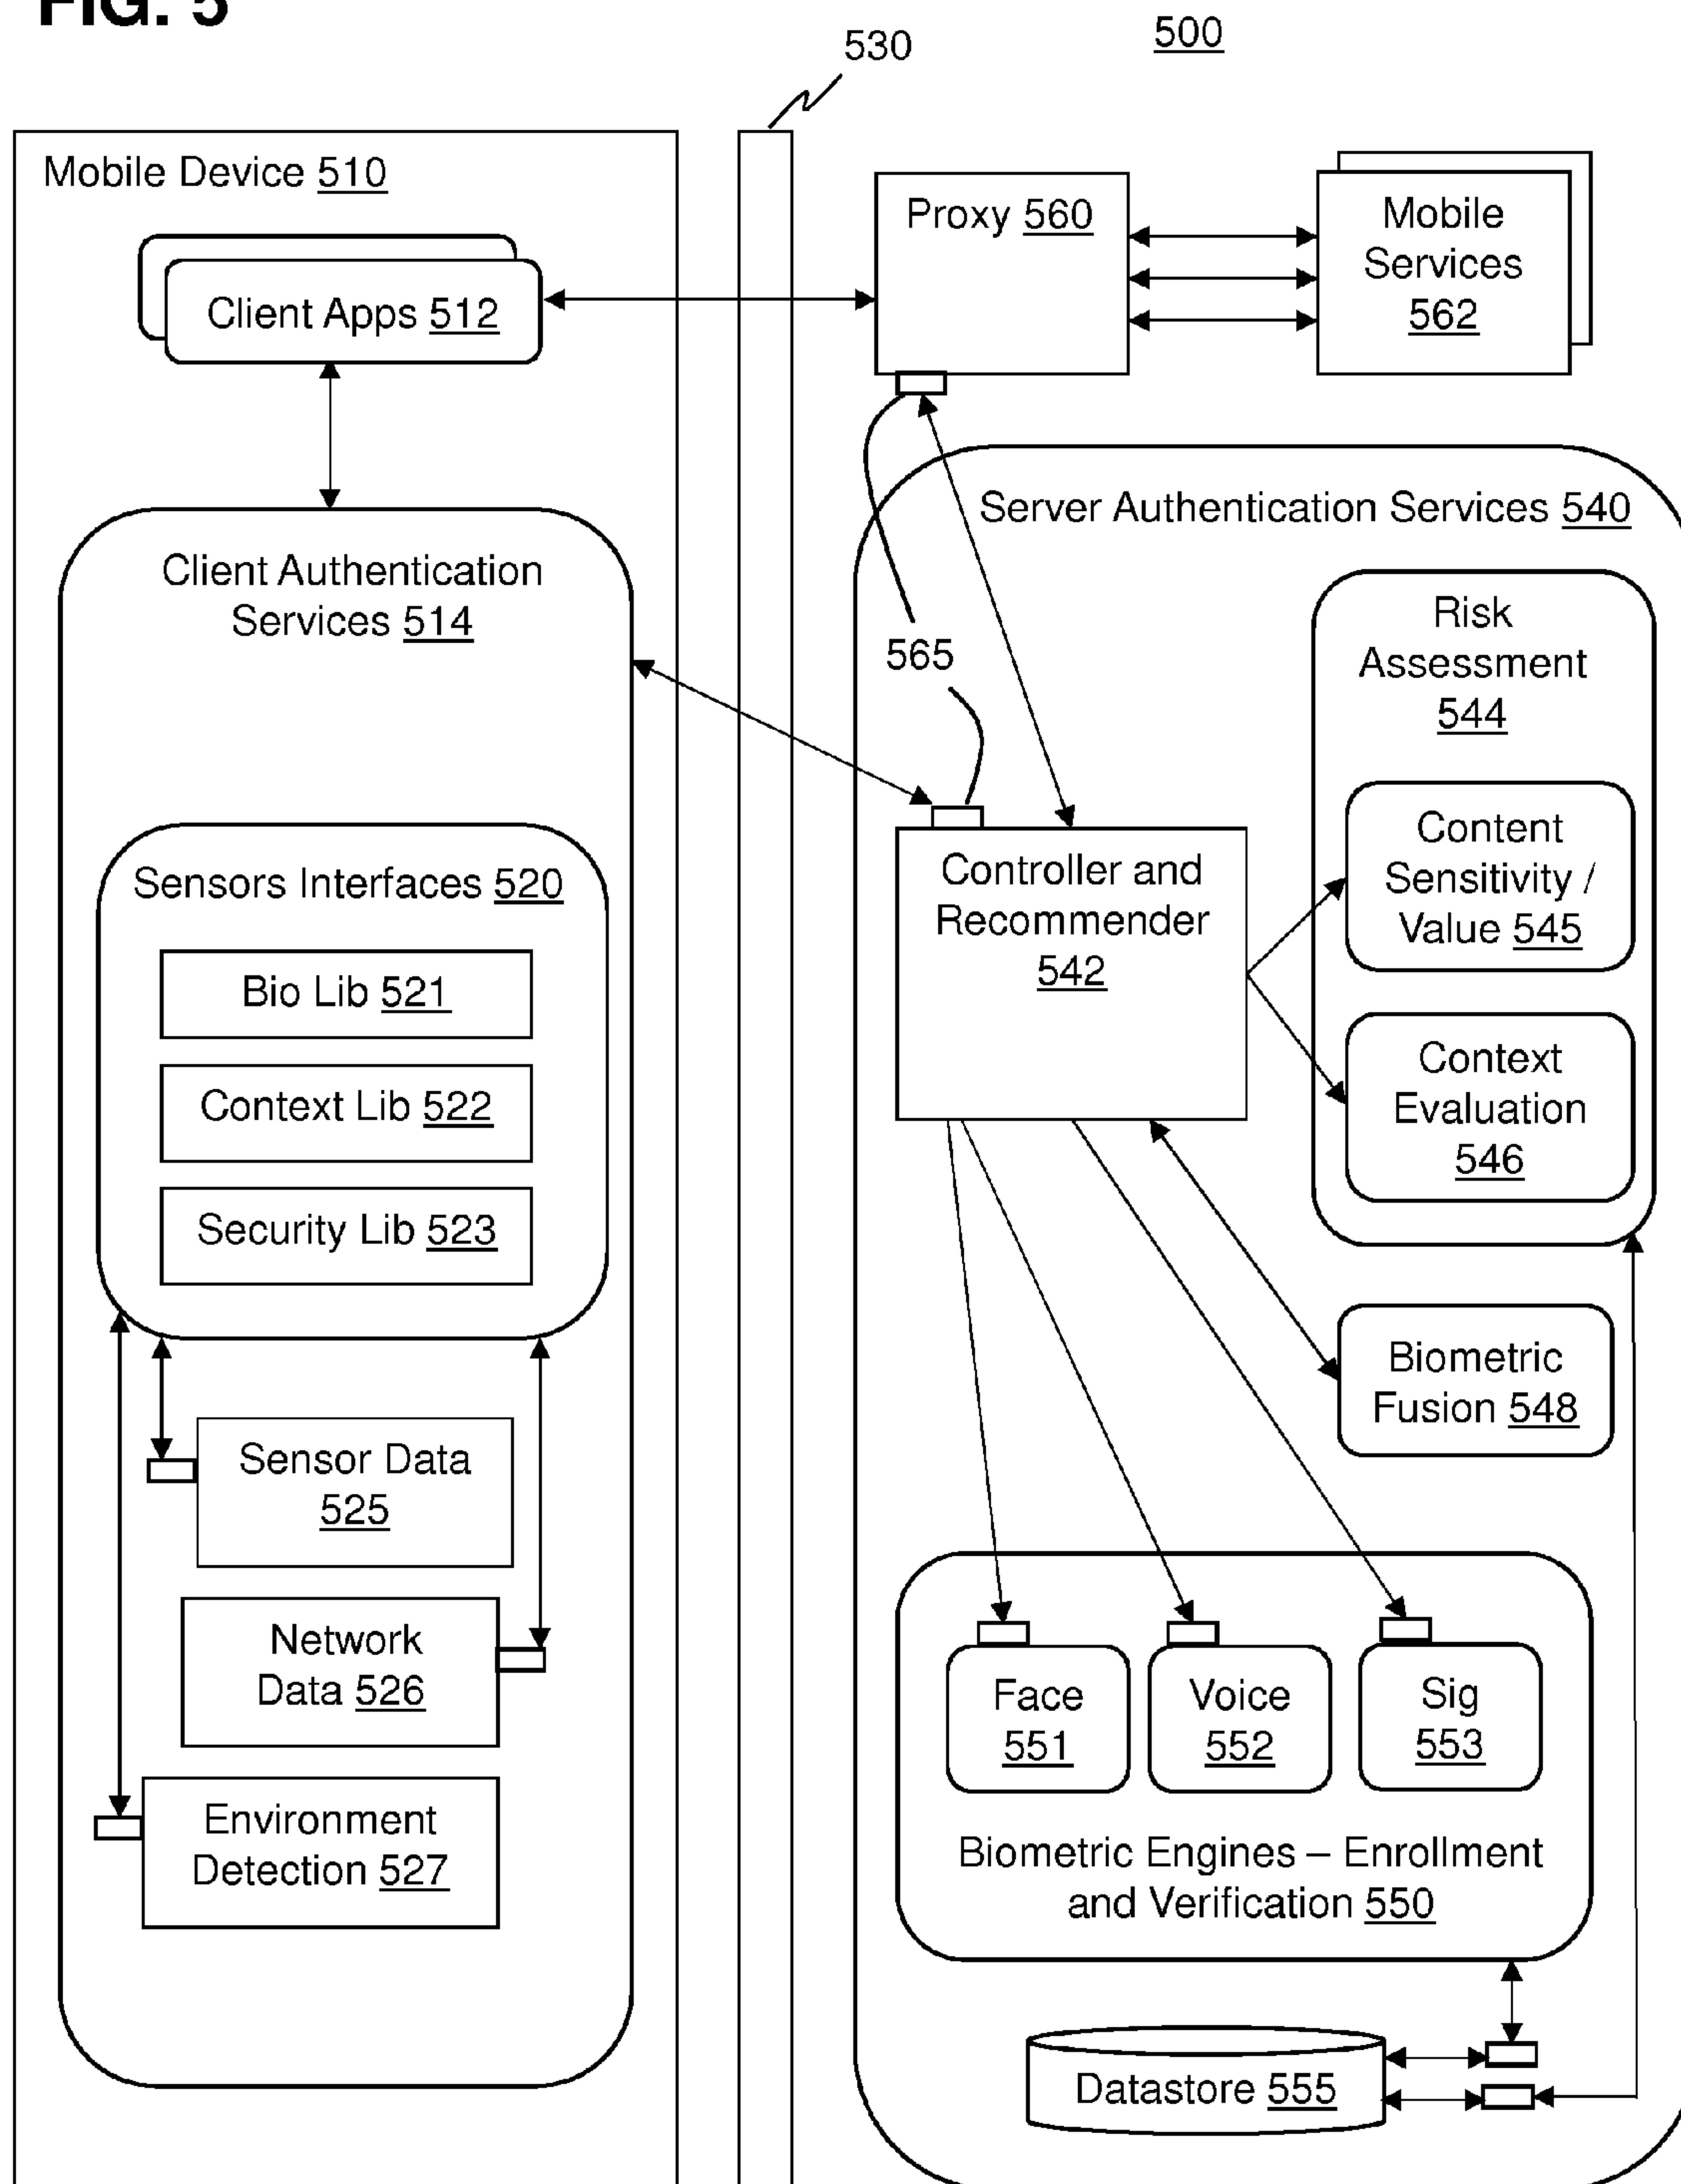 FIG. 5
500
530
Mobile Device 510
Client Apps 512
Proxy 560
Mobile
Services
562
Client Authentication
Services 514
Server Authentication Services 540
565
Risk
Assessment
544
Content
Sensitivity /
Value 545
Context
Evaluation
546
Controller and
Recommender
542
Sensors Interfaces 520
Bio Lib 521
Context Lib 522
Security Lib 523
Biometric
Fusion 548
Sensor Data
525
Network
Data 526
Environment
Detection 527
Face
551
Voice
552
Sig
553
Biometric Engines – Enrollment
and Verification 550
Datastore 555